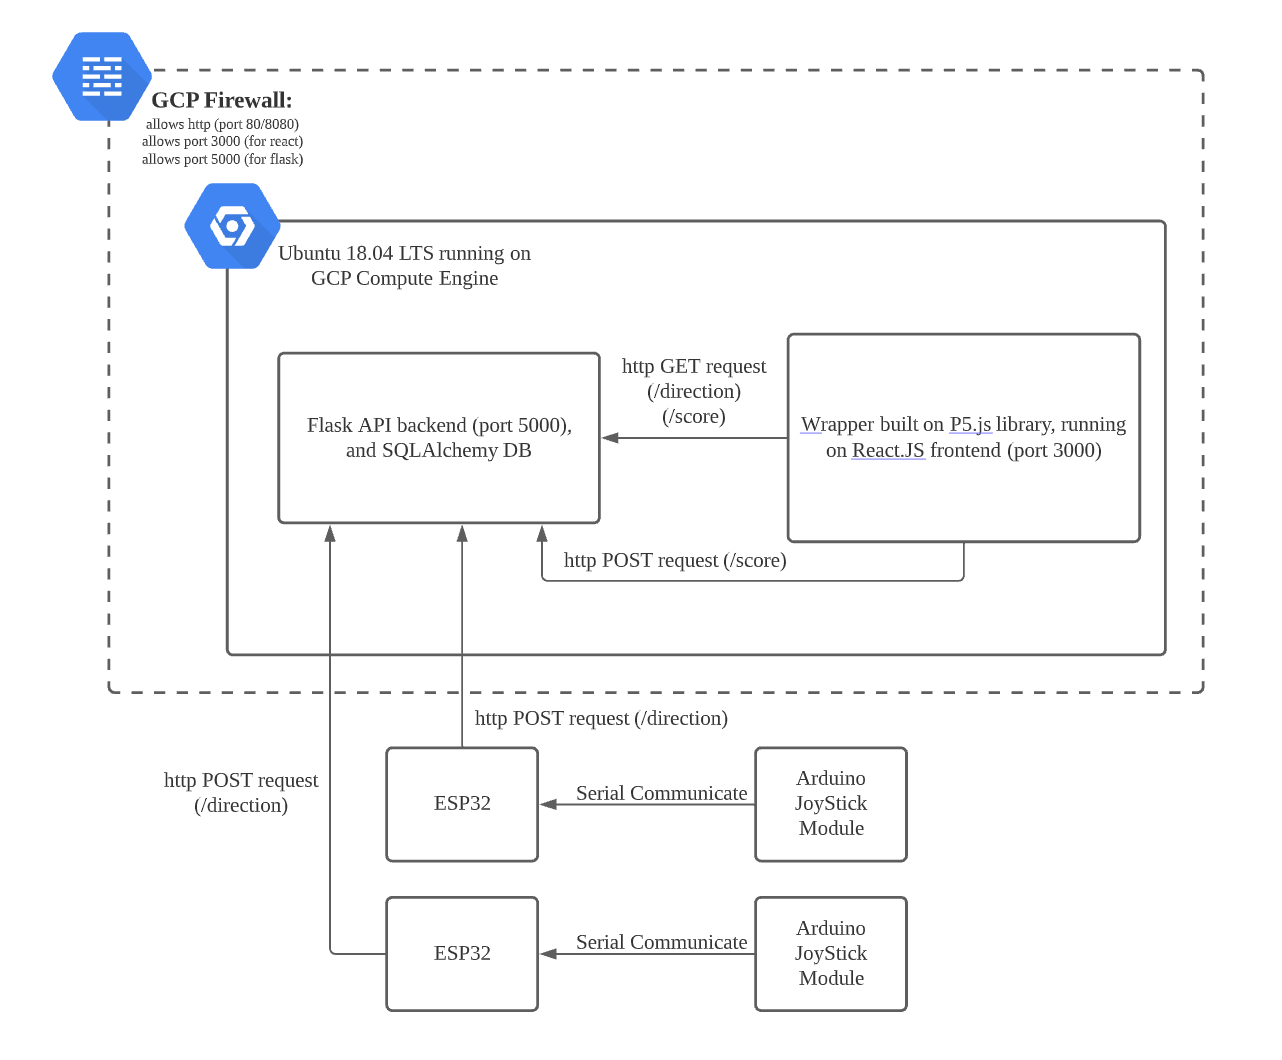 GCP Firewall:
allows http (port 80/8080)
allows port 3000 (for react)
allows port 5000 (for flask)
Ubuntu 18.04 LTS running on
GCP Compute Engine
Flask API backend (port 5000),
and SQLAlchemy DB
http GET request
(/direction)
(/score)
Wrapper built on P5.js library, running
on React.JS frontend (port 3000)
http POST request (/score)
http POST request (/direction)
http POST request
(/direction)
ESP32
Serial Communicate
Arduino
JoyStick
Module
ESP32
Serial Communicate
Arduino
JoyStick
Module